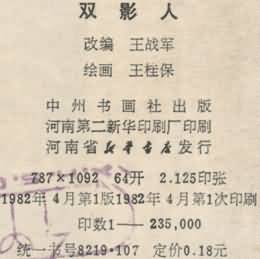 双影人
改编 王战军
绘画 王柱保
中州书画社出版
河南第二新华印刷厂印刷
河南省新华书店发行
787×1092 64开 2.125印张
1982年4月第1版1982年4月第1次印刷
印数1——235,000
统一书号8219·107 定价0.18元